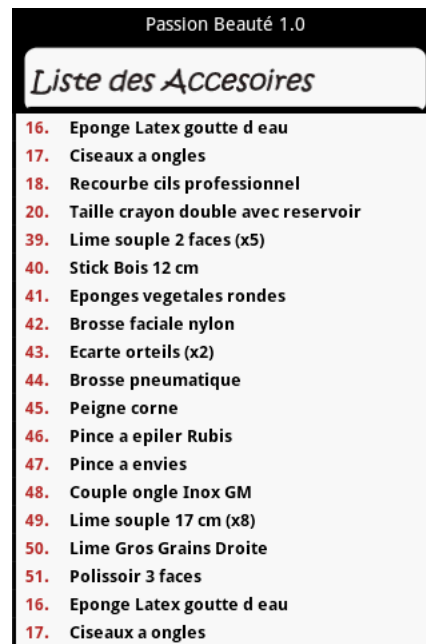 Passion Beauté 1.0
Liste des Accesoires
16. Eponge Latex goutte d eau
17. Ciseaux a ongles
18. Recourbe cils professionnel
20. Taille crayon double avec reservoir
39. Lime souple 2 faces (x5)
40. Stick Bois 12 cm
41. Eponges vegetales rondes
42. Brosse faciale nylon
43. Ecarte orteils (x2)
44. Brosse pneumatique
45. Peigne corne
46. Pince a epiler Rubis
47. Pince a envies
48. Couple ongle Inox GM
49. Lime souple 17 cm (x8)
50. Lime Gros Grains Droite
51. Polissoir 3 faces
16. Eponge Latex goutte d eau
17. Ciseaux a ongles